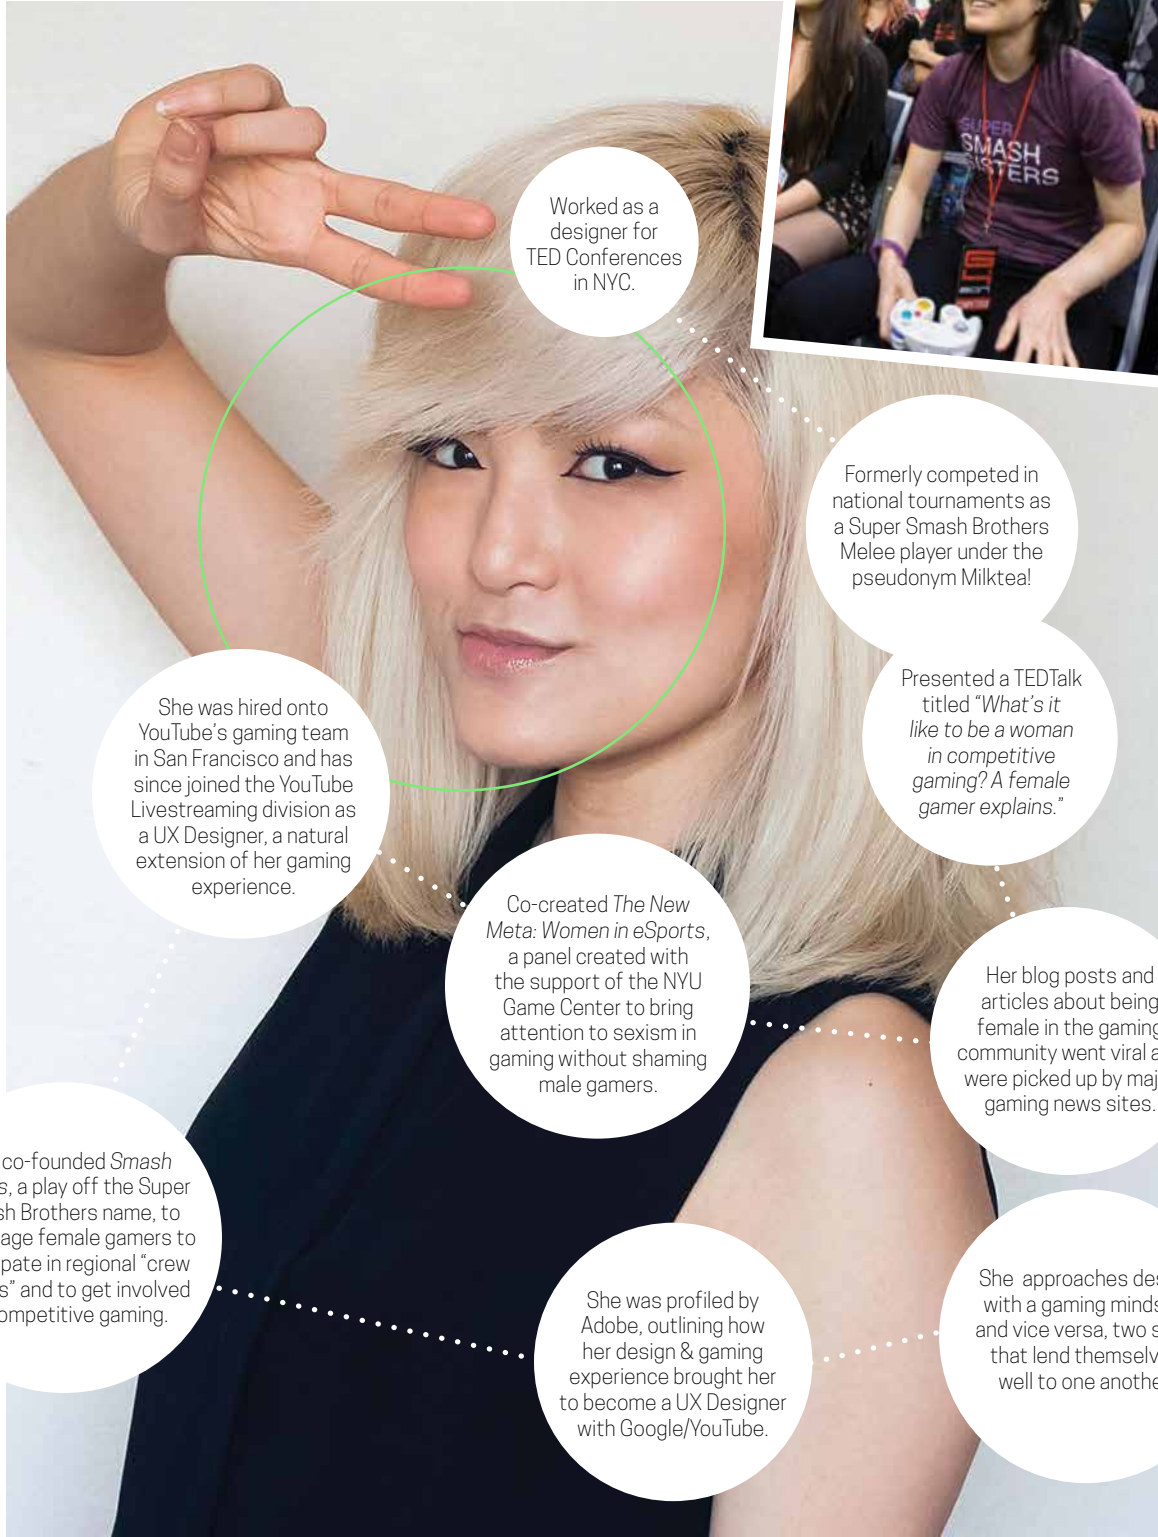 SUPER
SMASH
SISTERS
Worked as a
designer for
TED Conferences
in NYC.
Formerly competed in
national tournaments as
a Super Smash Brothers
Melee player under the
pseudonym Milktea!
Presented a TEDTalk
titled “What’s it
like to be a woman
in competitive
gaming? A female
gamer explains.”
She was hired onto
YouTube’s gaming team
in San Francisco and has
since joined the YouTube
Livestreaming division as
a UX Designer, a natural
extension of her gaming
experience.
Co-created The New
Meta: Women in eSports,
a panel created with
the support of the NYU
Game Center to bring
attention to sexism in
gaming without shaming
male gamers.
Her blog posts and
articles about being
female in the gaming
community went viral a
were picked up by maj
gaming news sites.
co-founded Smash
s, a play off the Super
sh Brothers name, to
age female gamers to
pate in regional “crew
s” and to get involved
ompetitive gaming.
She was profiled by
Adobe, outlining how
her design & gaming
experience brought her
to become a UX Designer
with Google/YouTube.
She approaches des
with a gaming minds
and vice versa, two s
that lend themselv
well to one anothe